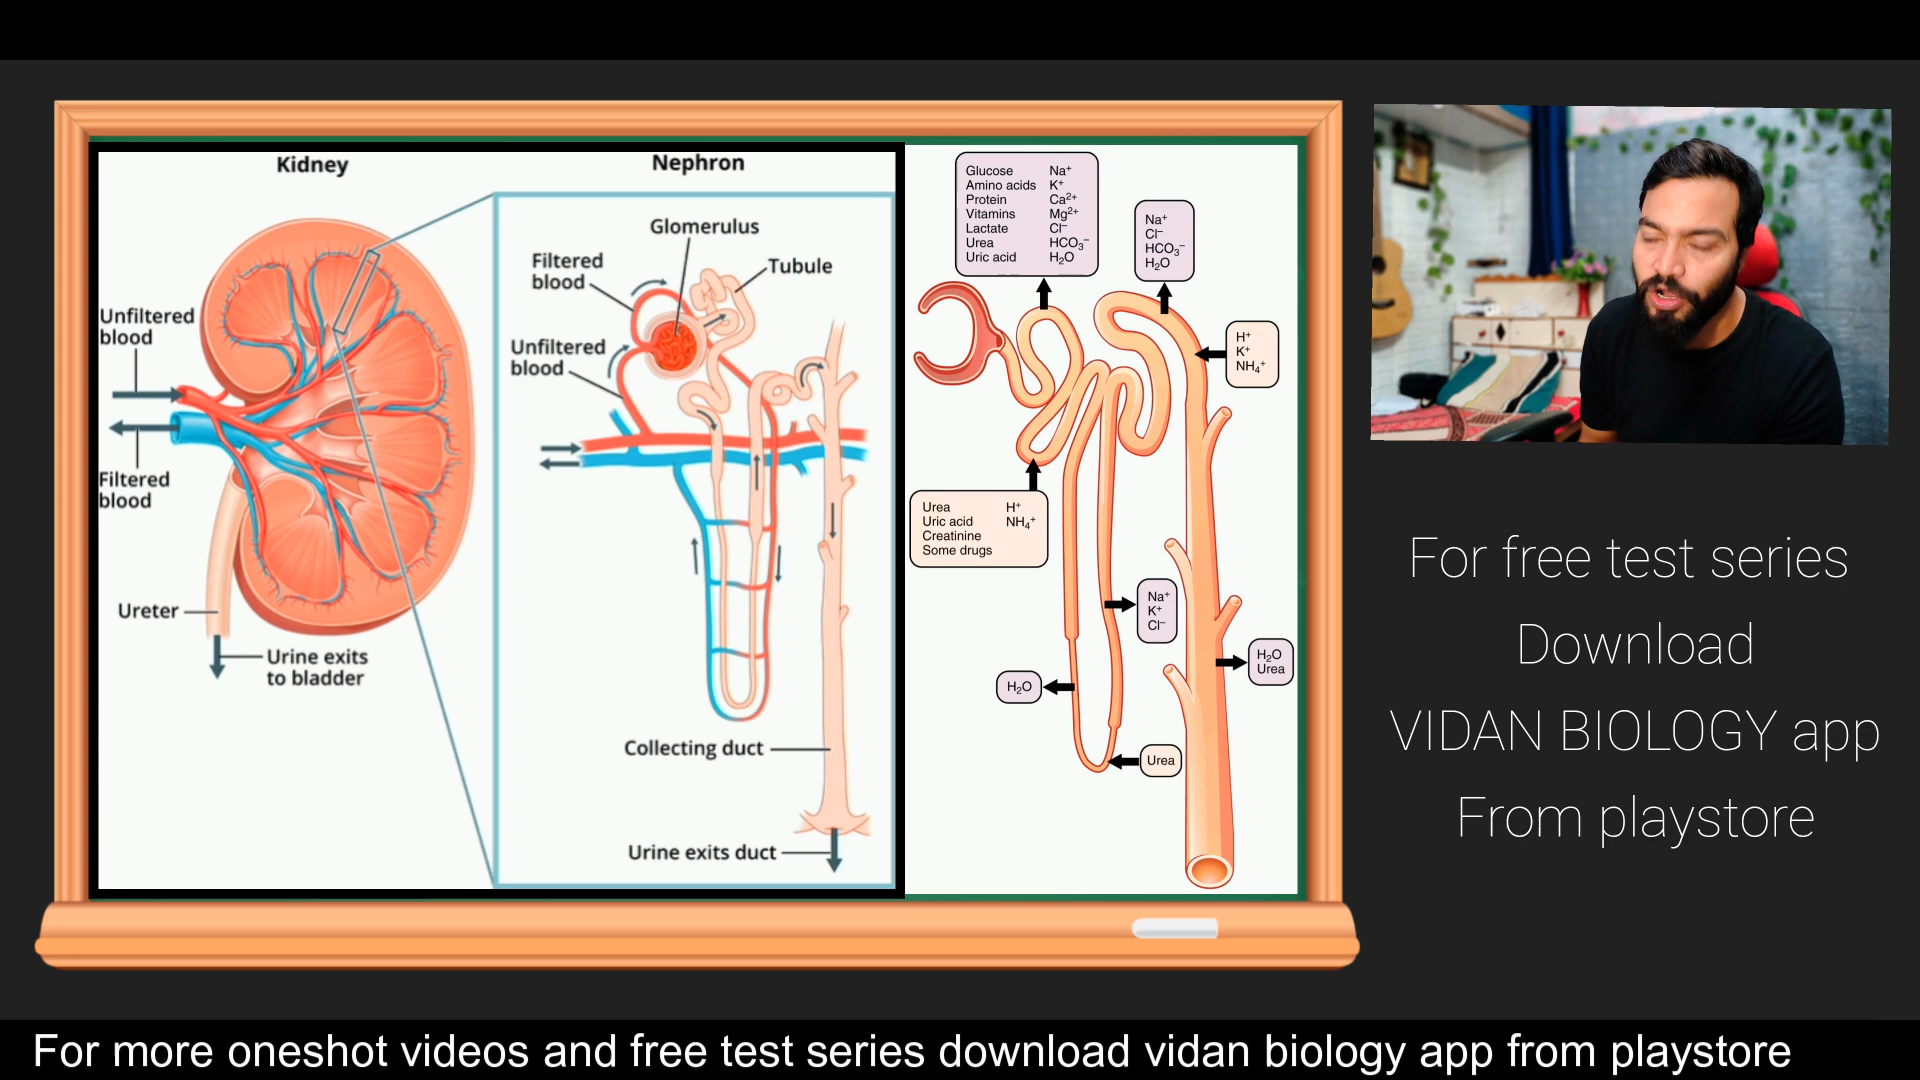 Kidney
Unfiltered
blood
Filtered
blood
Ureter
Urine exits
to bladder
Nephron
Glomerulus
Filtered
blood
Tubule
Unfiltered
blood
Collecting duct
Urine exits duct
Glucose Na⁺
Amino acids K⁺
Protein Ca²⁺
Vitamins Mg²⁺
Lactate Cl⁻
Urea HCO₃⁻
Uric acid H₂O
Na⁺
Cl⁻
HCO₃⁻
H₂O
H⁺
K⁺
NH₄⁺
Urea H⁺
Uric acid NH₄⁺
Creatinine
Some drugs
Na⁺
K⁺
Cl⁻
H₂O
Urea
H₂O
Urea
For free test series
Download
VIDAN BIOLOGY app
From playstore
For more oneshot videos and free test series download vidan biology app from playstore